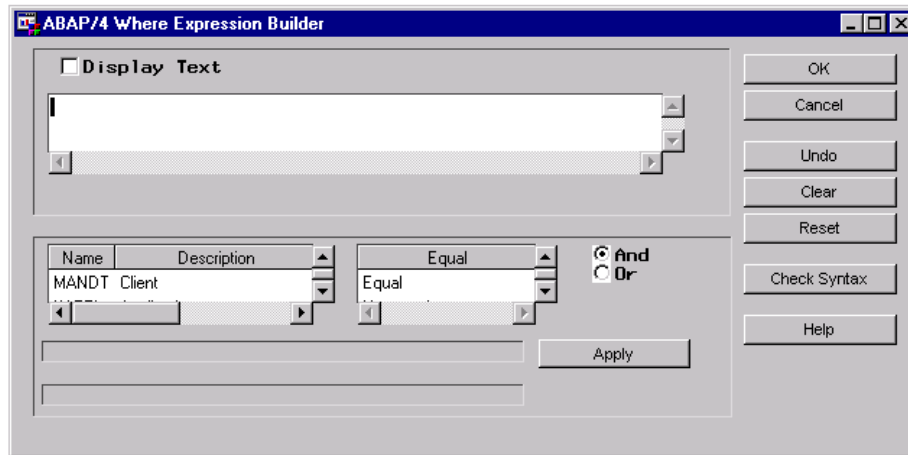 ABAP/4 Where Expression Builder
Display Text
OK
Cancel
Undo
Clear
Reset
Name Description
Equal
And
Or
MANDT Client
Equal
Check Syntax
Help
Apply